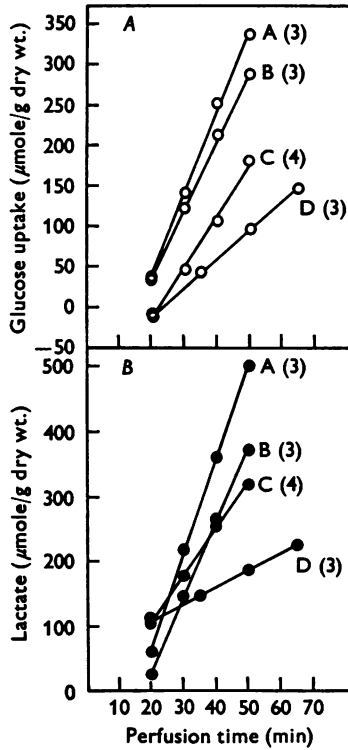 Glucose uptake (μmole/g dry wt.)
350
300
250
200
150
100
50
0
−50
A
A (3)
B (3)
C (4)
D (3)
Lactate (μmole/g dry wt.)
500
400
300
200
100
0
B
A (3)
B (3)
C (4)
D (3)
10 20 30 40 50 60 70
Perfusion time (min)